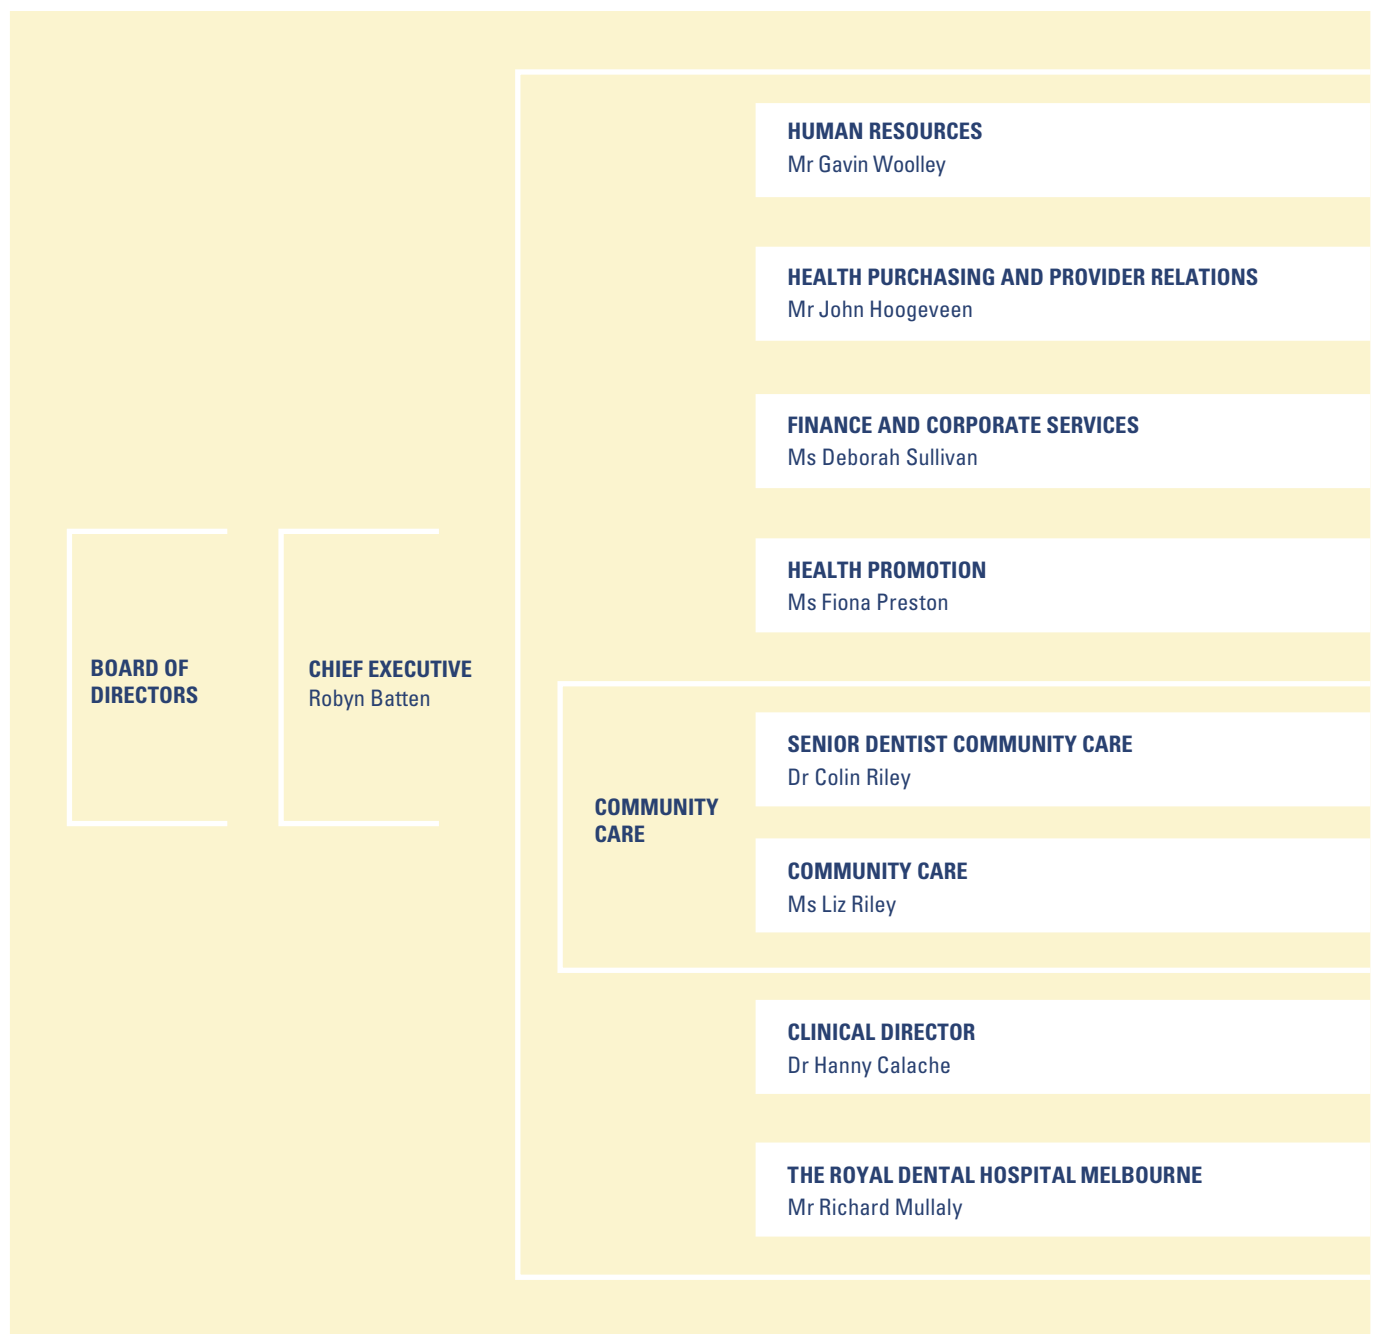 HUMAN RESOURCES
Mr Gavin Woolley
HEALTH PURCHASING AND PROVIDER RELATIONS
Mr John Hoogeveen
FINANCE AND CORPORATE SERVICES
Ms Deborah Sullivan
HEALTH PROMOTION
Ms Fiona Preston
BOARD OF
DIRECTORS
CHIEF EXECUTIVE
Robyn Batten
SENIOR DENTIST COMMUNITY CARE
Dr Colin Riley
COMMUNITY
CARE
COMMUNITY CARE
Ms Liz Riley
CLINICAL DIRECTOR
Dr Hanny Calache
THE ROYAL DENTAL HOSPITAL MELBOURNE
Mr Richard Mullaly